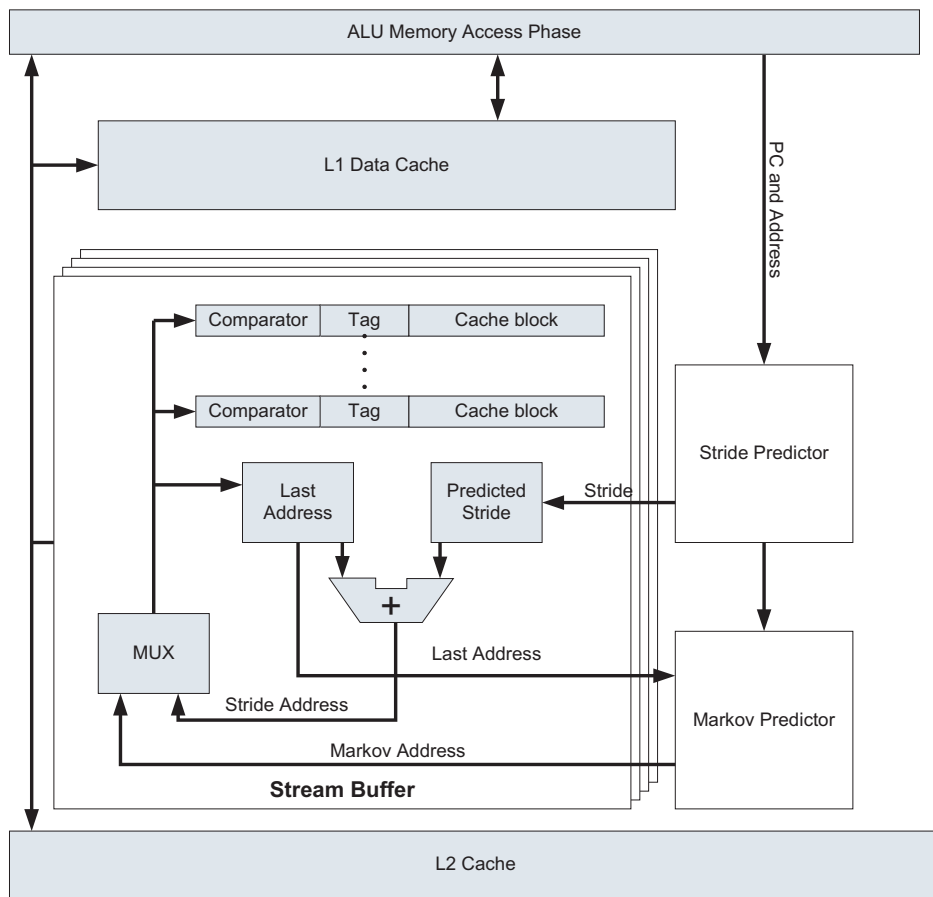 ALU Memory Access Phase
L1 Data Cache
PC and Address
Comparator Tag Cache block
Comparator Tag Cache block
Last
Address
Predicted
Stride
Stride
Stride Predictor
+
MUX
Last Address
Stride Address
Markov Address
Markov Predictor
Stream Buffer
L2 Cache